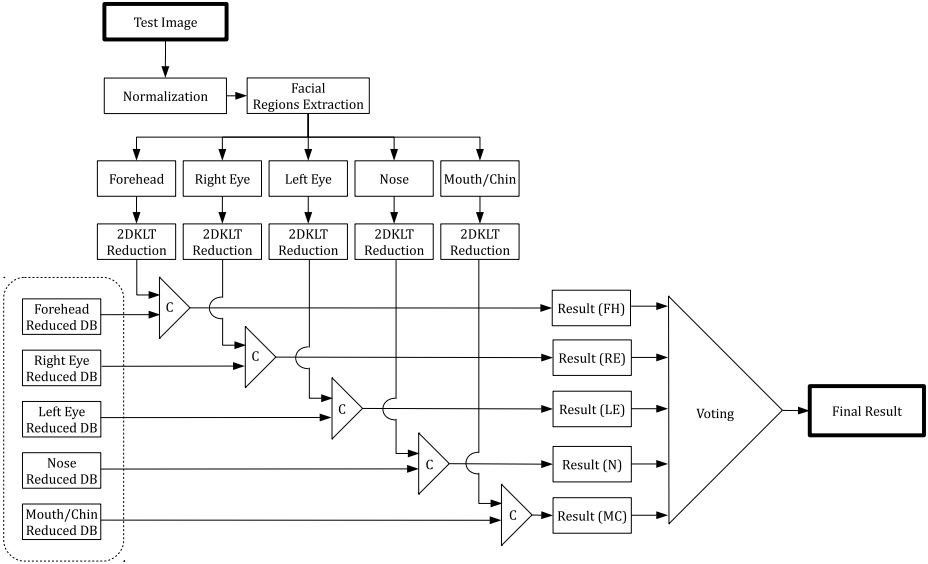 Test Image
Normalization
Facial
Regions Extraction
Forehead
Right Eye
Left Eye
Nose
Mouth/Chin
2DKLT
Reduction
2DKLT
Reduction
2DKLT
Reduction
2DKLT
Reduction
2DKLT
Reduction
Forehead
Reduced DB
C
Result (FH)
Right Eye
Reduced DB
C
Result (RE)
Left Eye
Reduced DB
C
Result (LE)
Voting
Final Result
Nose
Reduced DB
C
Result (N)
Mouth/Chin
Reduced DB
C
Result (MC)